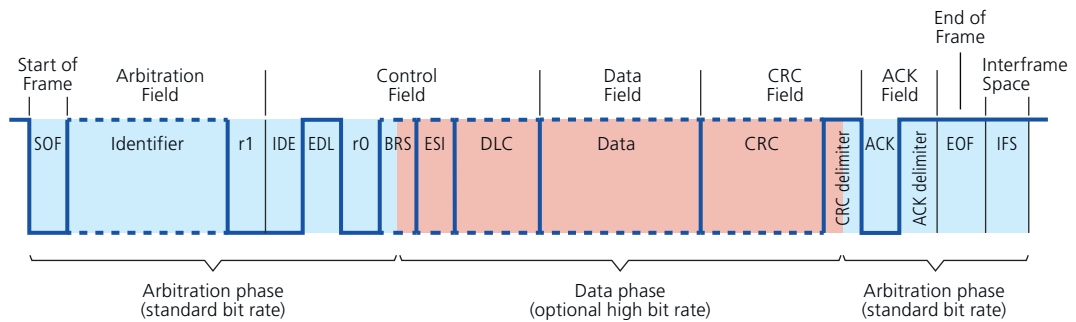 End of
Frame
Start of
Frame
Arbitration
Field
Control
Field
Data
Field
CRC
Field
ACK
Field
Interframe
Space
SOF
Identifier
r1
IDE
EDL
r0
BRS
ESI
DLC
Data
CRC
CRC delimiter
ACK
ACK delimiter
EOF
IFS
Arbitration phase
(standard bit rate)
Data phase
(optional high bit rate)
Arbitration phase
(standard bit rate)